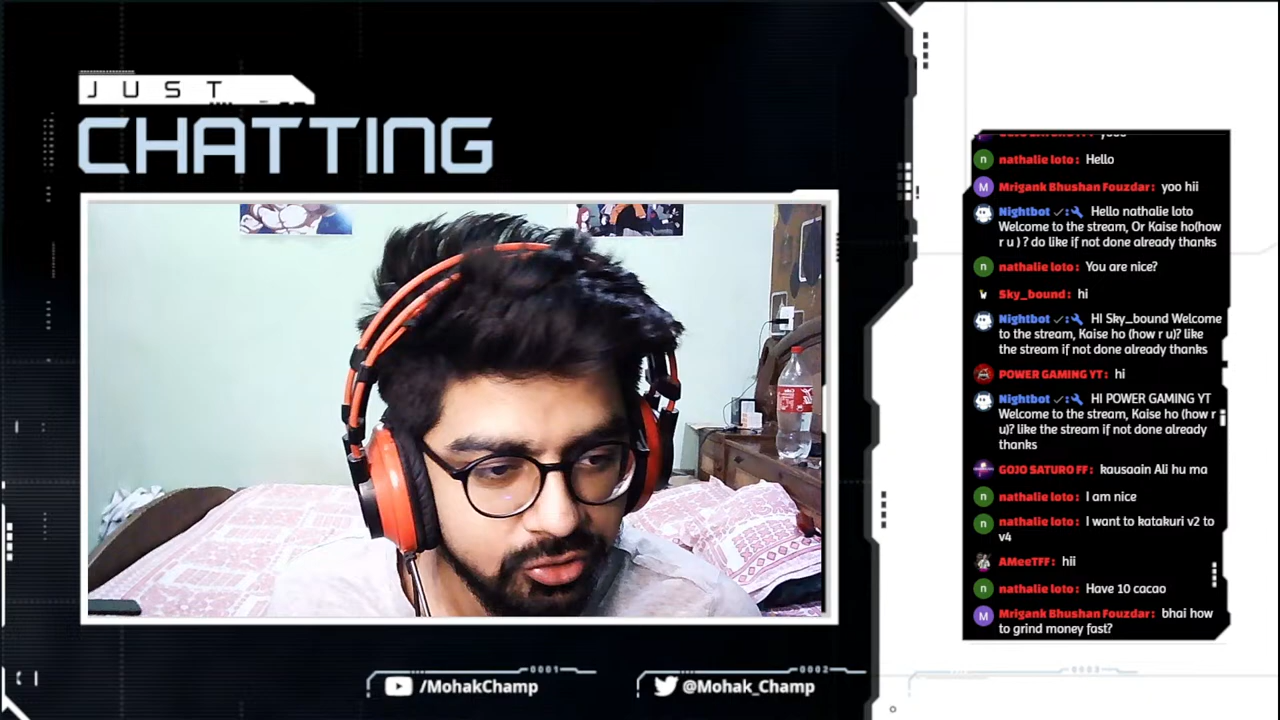 JUST
CHATTING
nathalie loto: Hello
Mrigank Bhushan Fouzdar: yoo hii
Nightbot ✓: Hello nathalie loto
Welcome to the stream, Or Kaise ho(how
r u ) ? do like if not done already thanks
nathalie loto: You are nice?
Sky_bound: hi
Nightbot ✓: HI Sky_bound Welcome
to the stream, Kaise ho (how r u)? like
the stream if not done already thanks
POWER GAMING YT: hi
Nightbot ✓: HI POWER GAMING YT
Welcome to the stream, Kaise ho (how r
u)? like the stream if not done already
thanks
GOJO SATURO FF: kausaain Ali hu ma
nathalie loto: I am nice
nathalie loto: I want to katakuri v2 to
v4
AMeeTFF: hii
nathalie loto: Have 10 cacao
Mrigank Bhushan Fouzdar: bhai how
to grind money fast?
0001
/MohakChamp
0002
@Mohak_Champ
0003